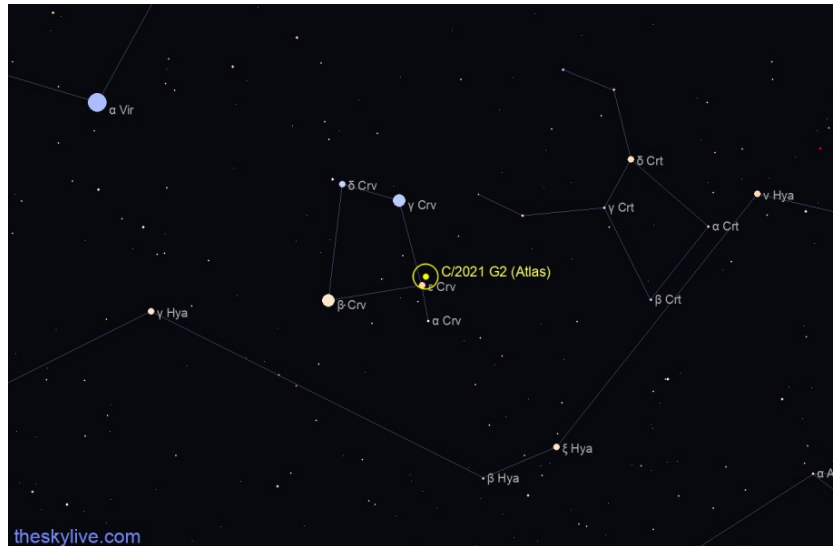 α Vir
δ Crt
δ Crv
ν Hya
γ Crv
γ Crt
α Crt
C/2021 G2 (Atlas)
ε Crv
β Crv
β Crt
γ Hya
α Crv
ξ Hya
β Hya
α A
theskylive.com